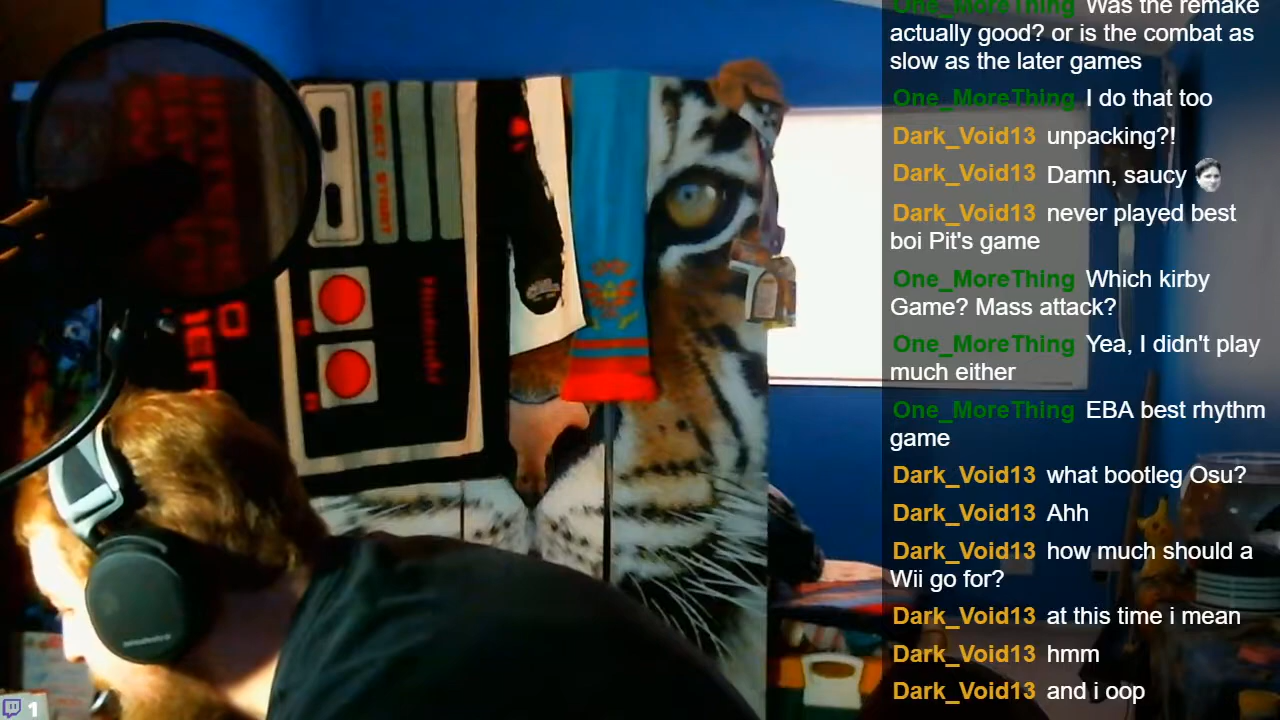 One_MoreThing Was the remake
actually good? or is the combat as
slow as the later games
One_MoreThing I do that too
Dark_Void13 unpacking?!
Dark_Void13 Damn, saucy
Dark_Void13 never played best
boi Pit's game
One_MoreThing Which kirby
Game? Mass attack?
One_MoreThing Yea, I didn't play
much either
One_MoreThing EBA best rhythm
game
Dark_Void13 what bootleg Osu?
Dark_Void13 Ahh
Dark_Void13 how much should a
Wii go for?
Dark_Void13 at this time i mean
Dark_Void13 hmm
Dark_Void13 and i oop
SELECT START
Nintendo
1